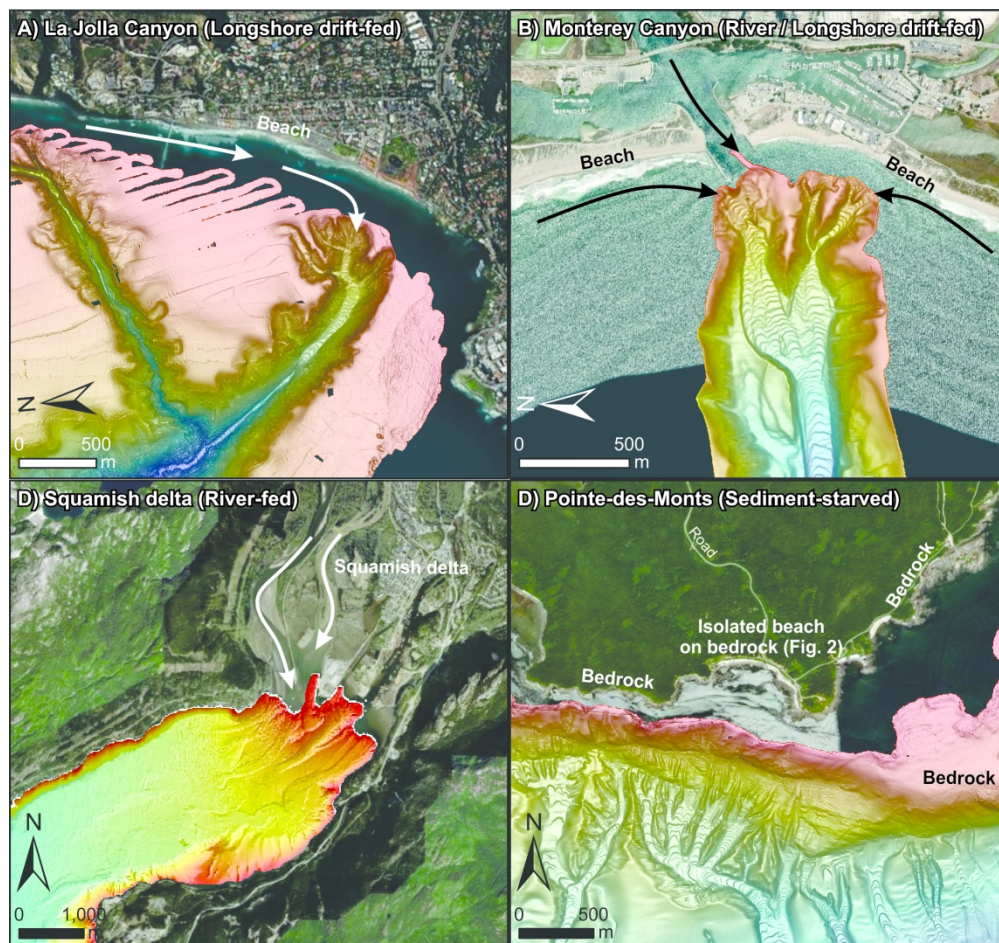 A) La Jolla Canyon (Longshore drift-fed)
Beach
N
0 500
m
B) Monterey Canyon (River / Longshore drift-fed)
Beach
Beach
N
0 500
m
D) Squamish delta (River-fed)
Squamish delta
N
0 1,000
m
D) Pointe-des-Monts (Sediment-starved)
Road
Bedrock
Isolated beach
on bedrock (Fig. 2)
Bedrock
Bedrock
N
0 500
m